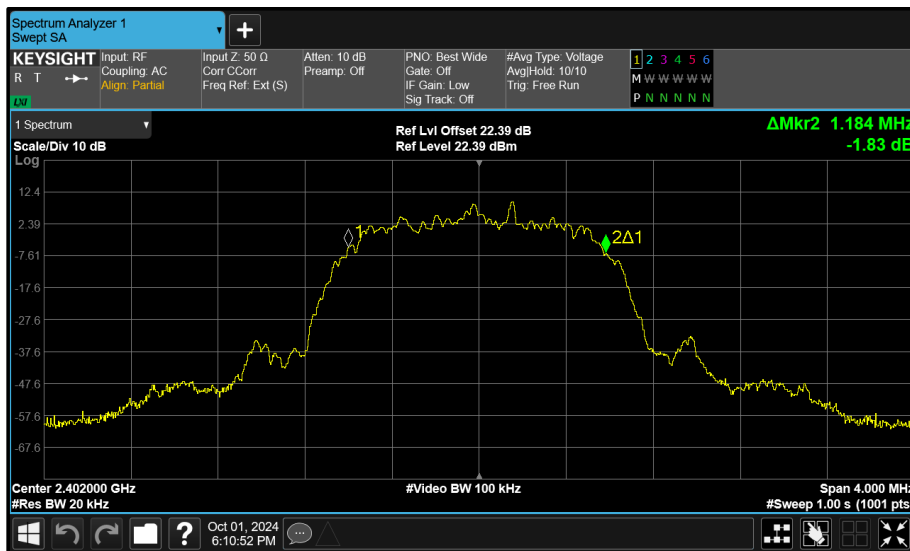 Spectrum Analyzer 1
Swept SA
KEYSIGHT
R T
LXI
Input: RF
Coupling: AC
Align: Partial
Input Z: 50 Ω
Corr CCorr
Freq Ref: Ext (S)
Atten: 10 dB
Preamp: Off
PNO: Best Wide
Gate: Off
IF Gain: Low
Sig Track: Off
#Avg Type: Voltage
Avg|Hold: 10/10
Trig: Free Run
1 2 3 4 5 6
M W W W W W
P N N N N N
1 Spectrum
Scale/Div 10 dB
Ref Lvl Offset 22.39 dB
Ref Level 22.39 dBm
ΔMkr2 1.184 MHz
-1.83 dB
Log
12.4
2.39
-7.61
-17.6
-27.6
-37.6
-47.6
-57.6
-67.6
1
2Δ1
Center 2.402000 GHz
#Video BW 100 kHz
Span 4.000 MHz
#Res BW 20 kHz
#Sweep 1.00 s (1001 pts
?
Oct 01, 2024
6:10:52 PM